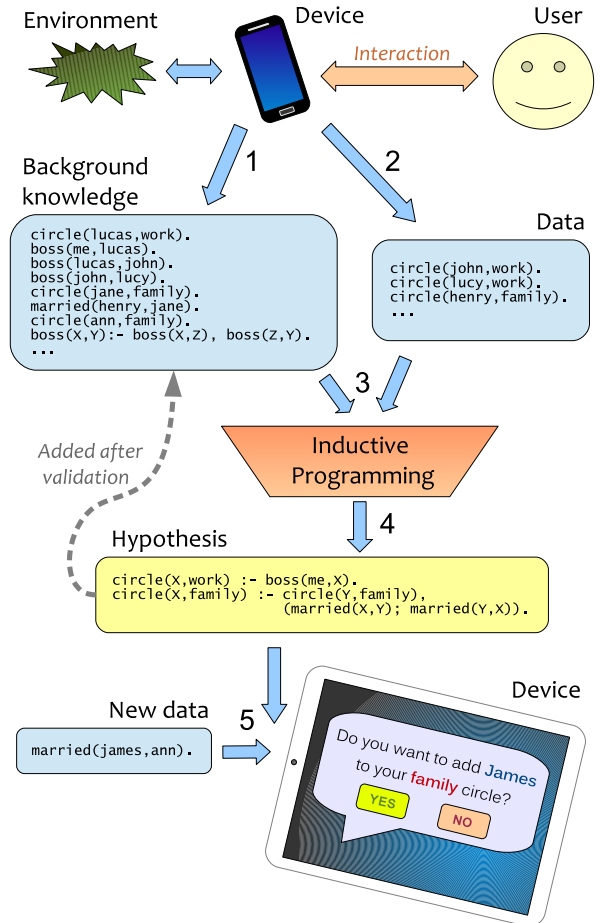 Environment
Device
User
Interaction
1
2
Background
knowledge
circle(lucas,work).
boss(me,lucas).
boss(lucas,john).
boss(john,lucy).
circle(jane,family).
married(henry,jane).
circle(ann,family).
boss(X,Y):- boss(X,Z), boss(Z,Y).
...
Data
circle(john,work).
circle(lucy,work).
circle(henry,family).
...
3
Added after
validation
Inductive
Programming
4
Hypothesis
circle(X,work) :- boss(me,X).
circle(X,family) :- circle(Y,family),
(married(X,Y); married(Y,X)).
New data
5
married(james,ann).
Device
Do you want to add James
to your family circle?
YES
NO